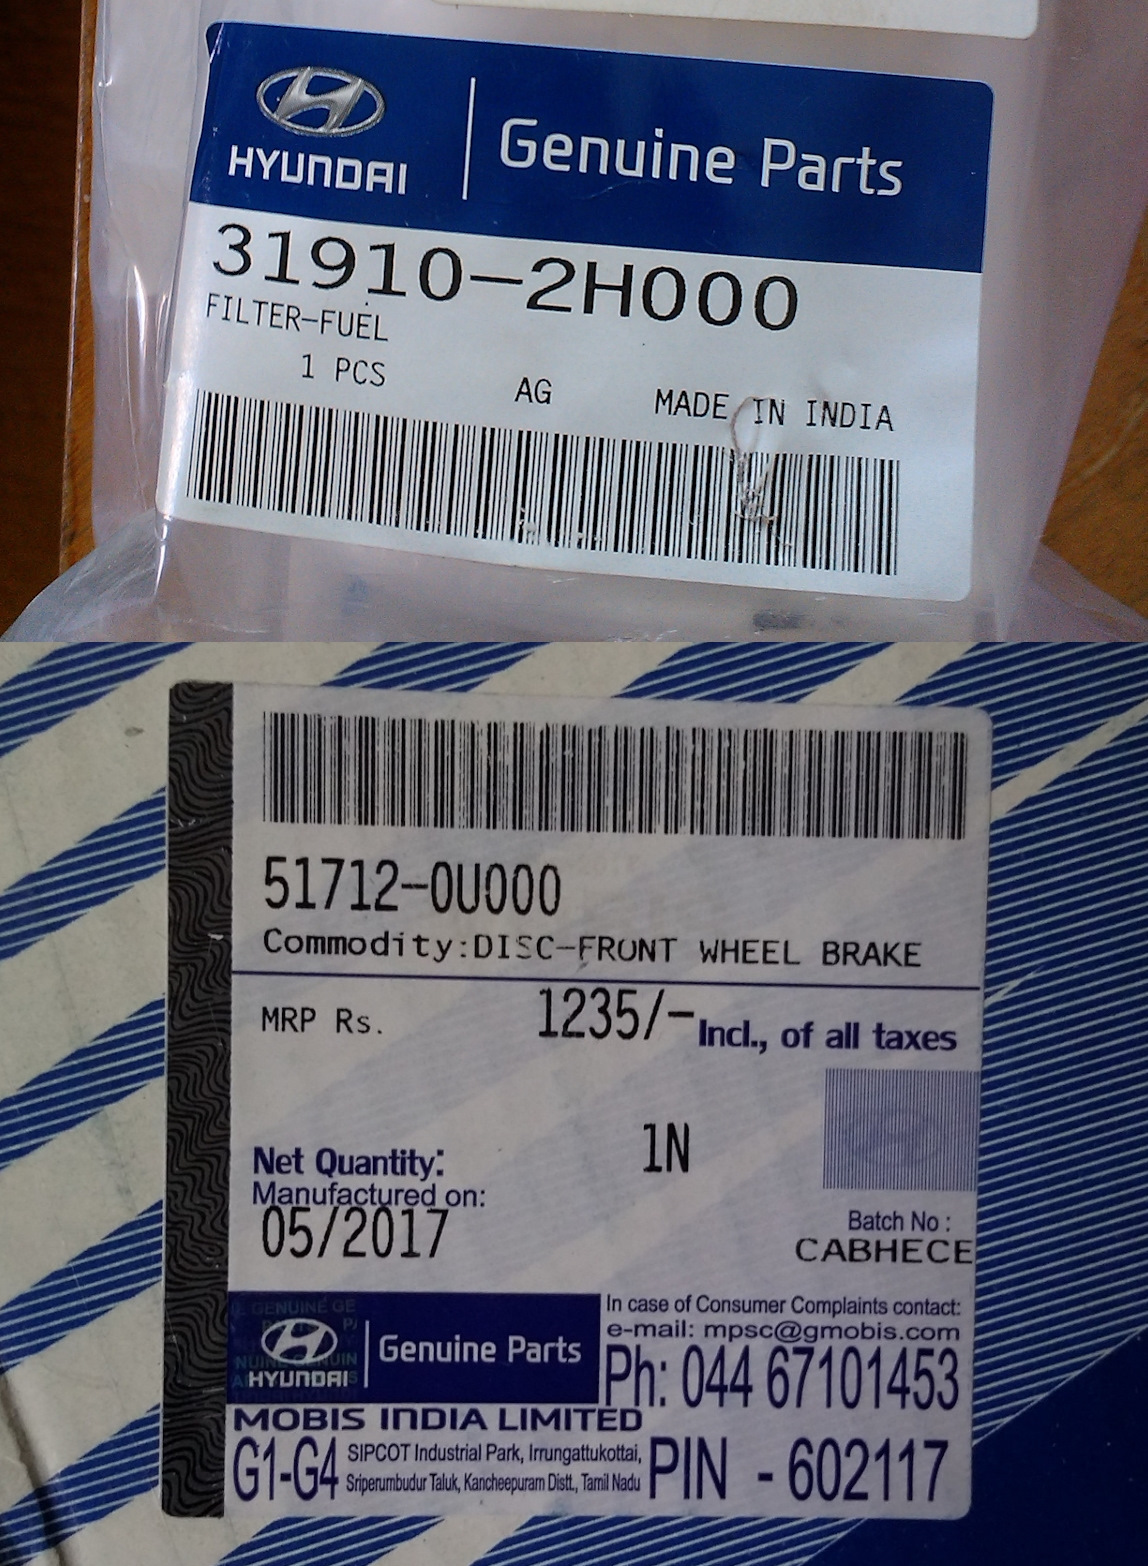 HYUNDAI
Genuine Parts
31910-2H000
FILTER-FUEL
1 PCS AG MADE IN INDIA
51712-0U000
Commodity:DISC-FRONT WHEEL BRAKE
MRP Rs. 1235/- Incl., of all taxes
Net Quantity: 1N
Manufactured on:
05/2017
Batch No :
CABHECE
HYUNDAI
Genuine Parts
In case of Consumer Complaints contact:
e-mail: mpsc@gmobis.com
Ph: 044 67101453
MOBIS INDIA LIMITED
G1-G4 SIPCOT Industrial Park, Irrungattukottai,
Sriperumbudur Taluk, Kancheepuram Distt., Tamil Nadu
PIN - 602117